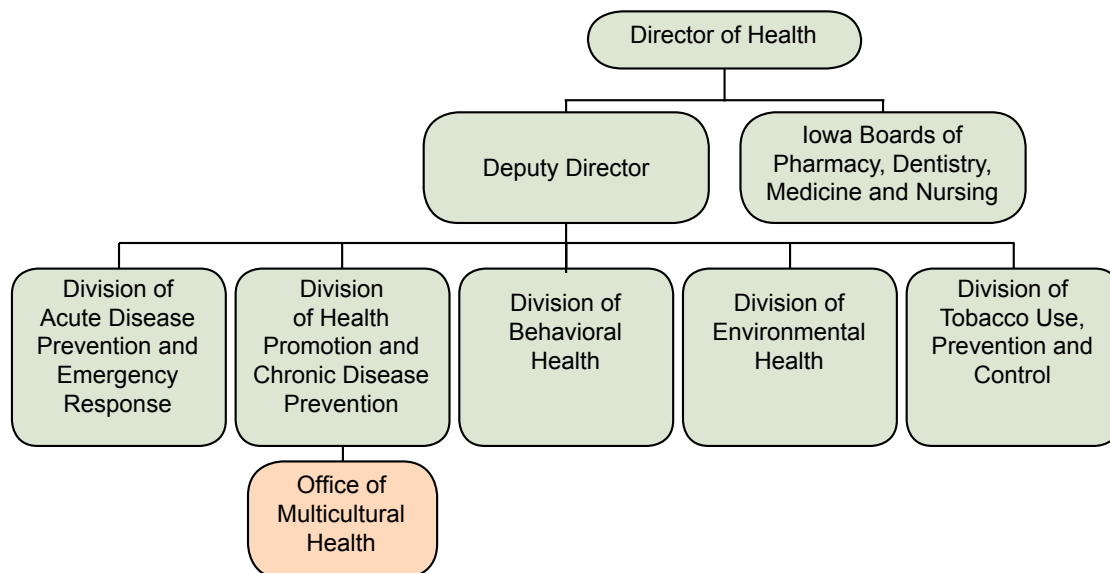 Director of Health
Deputy Director
Iowa Boards of
Pharmacy, Dentistry,
Medicine and Nursing
Division of
Acute Disease
Prevention and
Emergency
Response
Division
of Health
Promotion and
Chronic Disease
Prevention
Division of
Behavioral
Health
Division of
Environmental
Health
Division of
Tobacco Use,
Prevention and
Control
Office of
Multicultural
Health